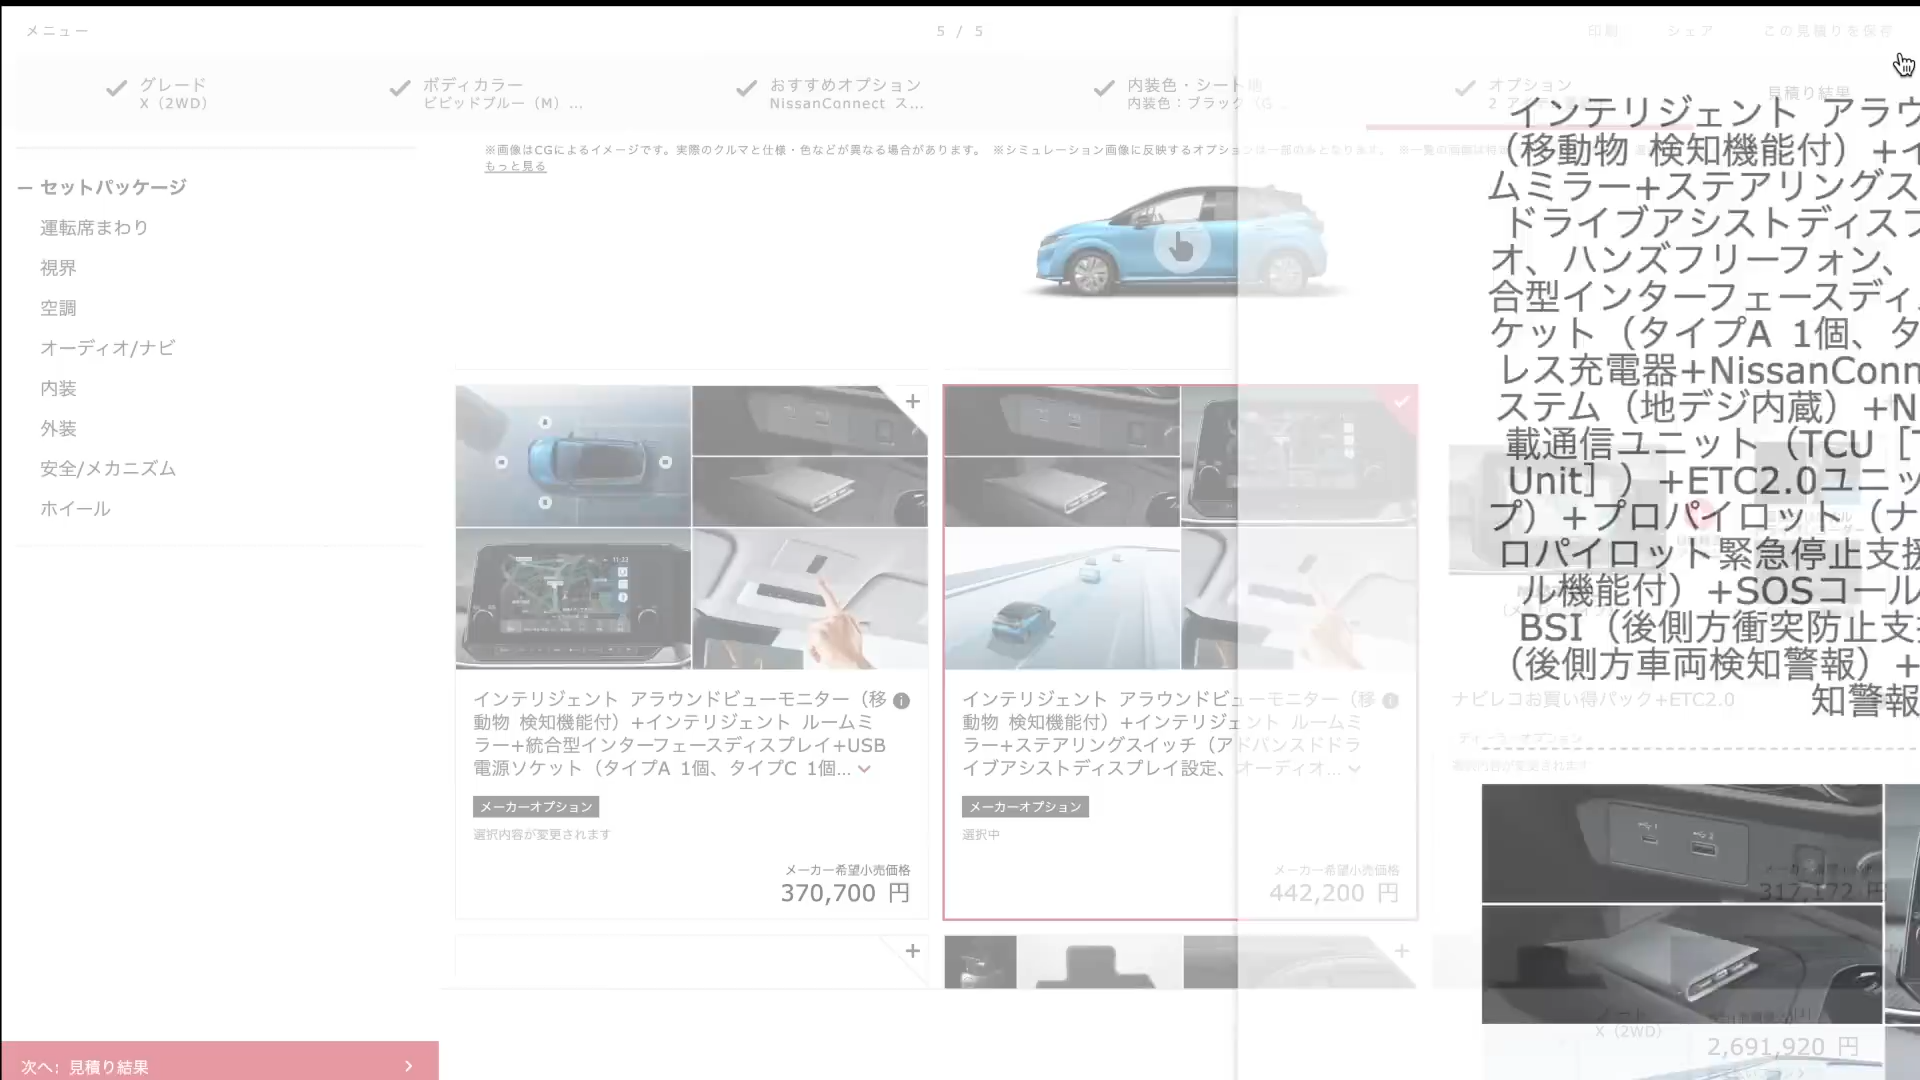 メニュー
5 / 5
印刷
シェア
この見積りを保存
グレード
X（2WD）
ボディカラー
ビビッドブルー（M）...
おすすめオプション
NissanConnect ス...
内装色・シート地
内装色：ブラック（G
オプション
見積り結果
※画像はCGによるイメージです。実際のクルマと仕様・色などが異なる場合があります。 ※シミュレーション画像に反映するオプションは一部のみとなります。
もっと見る
セットパッケージ
運転席まわり
視界
空調
オーディオ/ナビ
内装
外装
安全/メカニズム
ホイール
インテリジェント アラウンドビューモニター（移
動物 検知機能付）+インテリジェント ルームミ
ラー+統合型インターフェースディスプレイ+USB
電源ソケット（タイプA 1個、タイプC 1個...
メーカーオプション
選択内容が変更されます
メーカー希望小売価格
370,700 円
インテリジェント アラウンドビューモニター（移
動物 検知機能付）+インテリジェント ルームミ
ラー+ステアリングスイッチ（アドバンスドドラ
イブアシストディスプレイ設定、オーディオ...
メーカーオプション
選択中
メーカー希望小売価格
442,200 円
インテリジェント アラウ
（移動物 検知機能付）+イ
ムミラー+ステアリングス
ドライブアシストディスプ
オ、ハンズフリーフォン、
合型インターフェースディ
ケット（タイプA 1個、タ
レス充電器+NissanConn
ステム（地デジ内蔵）+N
載通信ユニット（TCU［T
Unit］）+ETC2.0ユニッ
プ）+プロパイロット（ナ
ロパイロット緊急停止支援
ル機能付）+SOSコール
BSI（後側方衝突防止支援
（後側方車両検知警報）+
知警報
ナビレコお買い得パック+ETC2.0
ディーラーオプション
選択内容が変更されます
317,172 円
X（2WD）
2,691,920 円
次へ: 見積り結果